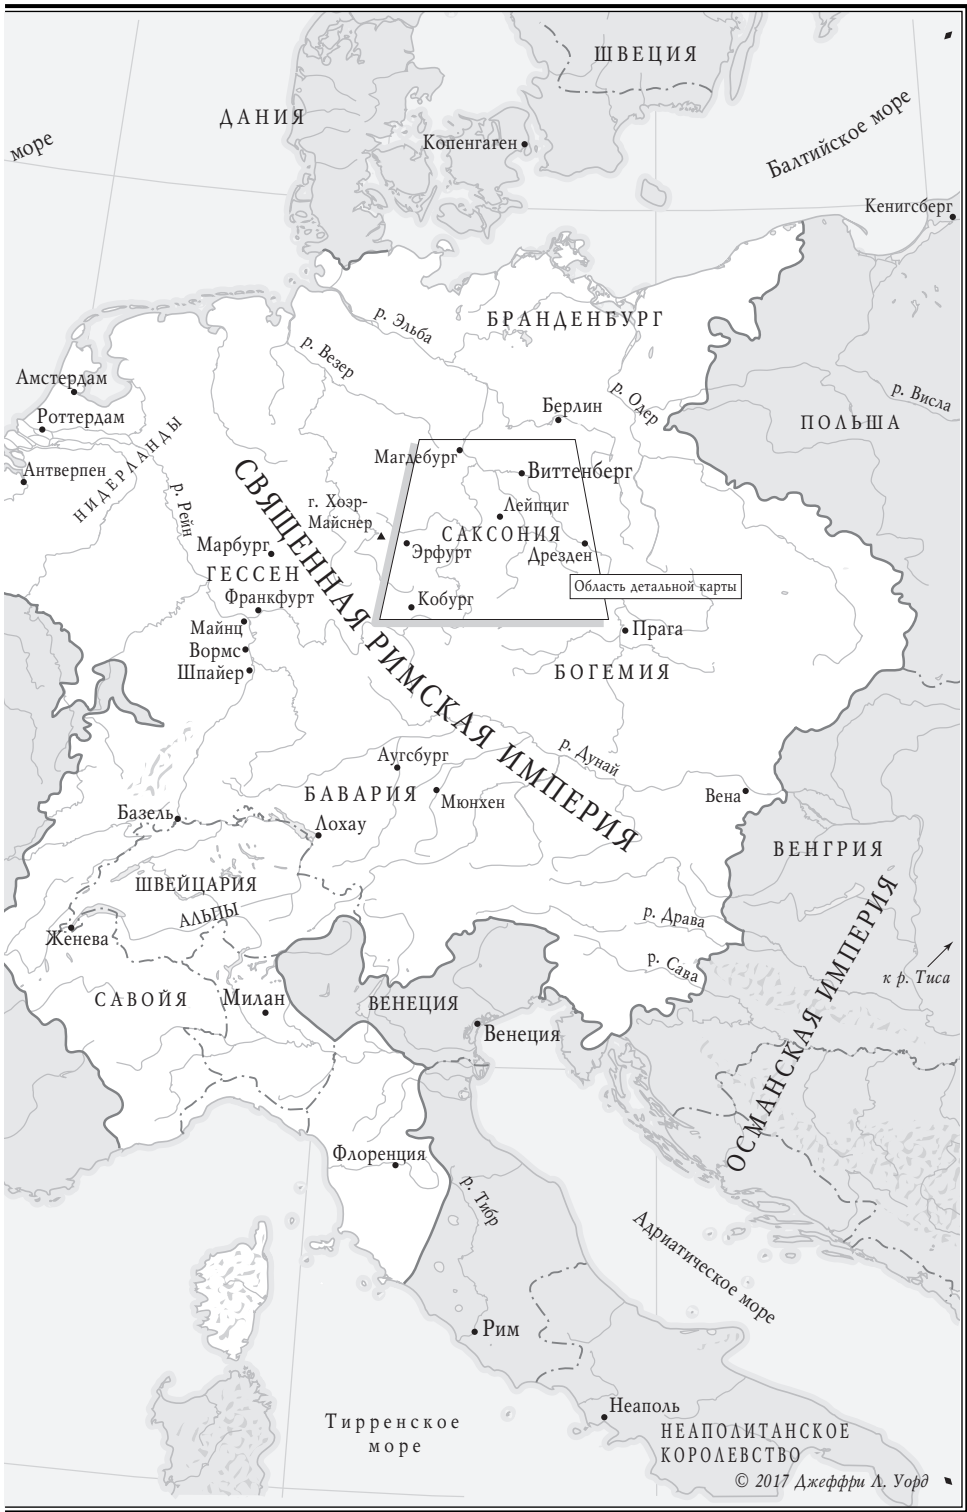 ШВЕЦИЯ
ДАНИЯ
море
Копенгаген
Балтийское море
Кенигсберг
БРАНДЕНБУРГ
р. Эльба
р. Везер
Амстердам
Роттердам
Антверпен
НИДЕРЛАНДЫ
р. Рейн
Берлин
р. Одер
р. Висла
ПОЛЬША
Магдебург
Виттенберг
Лейпциг
САКСОНИЯ
г. Хоэр-
Майснер
Эрфурт
Дрезден
Марбург
ГЕССЕН
Франкфурт
Кобург
Область детальной карты
Майнц
Вормс
Шпайер
Прага
БОГЕМИЯ
СВЯЩЕННАЯ РИМСКАЯ ИМПЕРИЯ
р. Дунай
Аугсбург
БАВАРИЯ
Мюнхен
Вена
Базель
Лохау
ВЕНГРИЯ
ШВЕЙЦАРИЯ
АЛЬПЫ
Женева
р. Драва
р. Сава
к р. Тиса
САВОЙЯ
Милан
ВЕНЕЦИЯ
Венеция
ОСМАНСКАЯ ИМПЕРИЯ
Флоренция
р. Тибр
Адриатическое море
Рим
Тирренское
море
Неаполь
НЕАПОЛИТАНСКОЕ
КОРОЛЕВСТВО
© 2017 Джеффри Л. Уорд